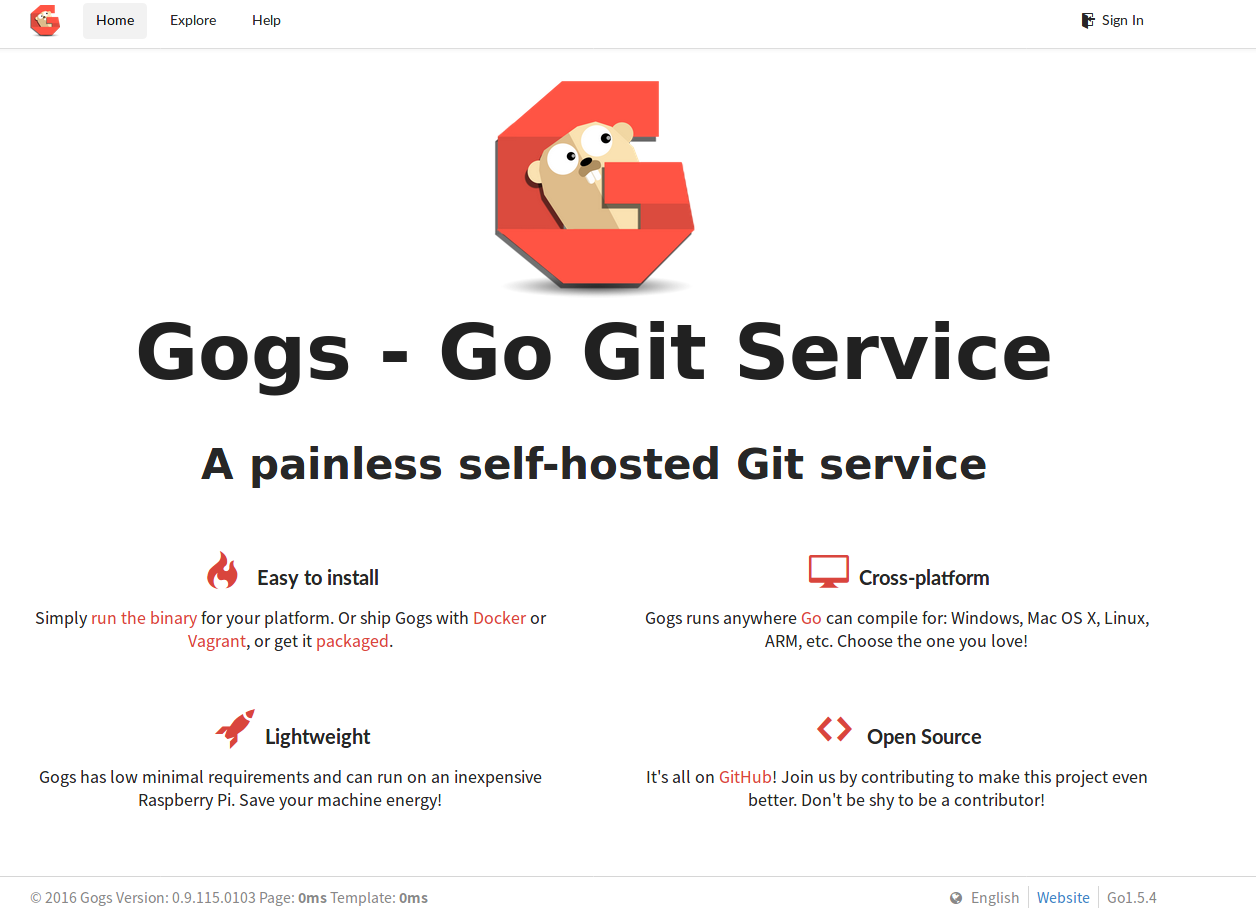 Home Explore Help Sign In
Gogs - Go Git Service
A painless self-hosted Git service
Easy to install
Simply run the binary for your platform. Or ship Gogs with Docker or
Vagrant, or get it packaged.
Cross-platform
Gogs runs anywhere Go can compile for: Windows, Mac OS X, Linux,
ARM, etc. Choose the one you love!
Lightweight
Gogs has low minimal requirements and can run on an inexpensive
Raspberry Pi. Save your machine energy!
Open Source
It's all on GitHub! Join us by contributing to make this project even
better. Don't be shy to be a contributor!
© 2016 Gogs Version: 0.9.115.0103 Page: 0ms Template: 0ms English Website Go1.5.4